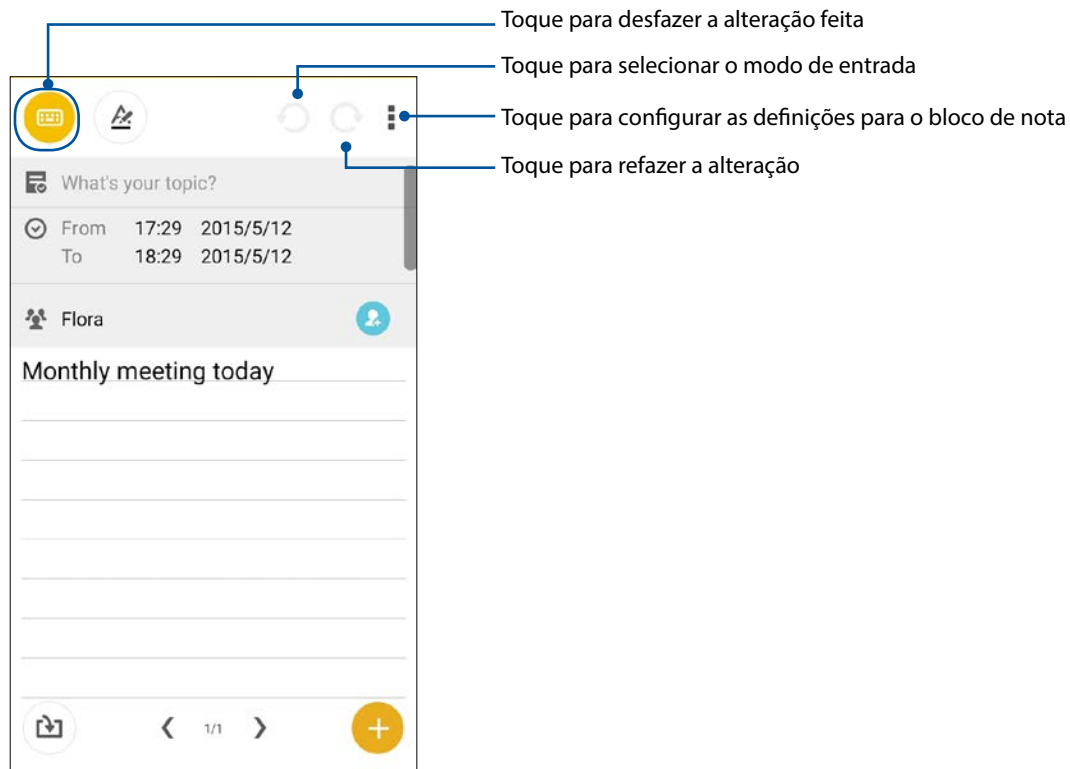 Toque para desfazer a alteração feita
Toque para selecionar o modo de entrada
Toque para configurar as definições para o bloco de nota
Toque para refazer a alteração
What's your topic?
From 17:29 2015/5/12
To 18:29 2015/5/12
Flora
Monthly meeting today
1/1